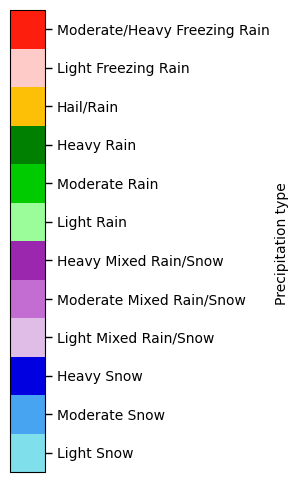 Moderate/Heavy Freezing Rain
Light Freezing Rain
Hail/Rain
Heavy Rain
Moderate Rain
Light Rain
Heavy Mixed Rain/Snow
Moderate Mixed Rain/Snow
Light Mixed Rain/Snow
Heavy Snow
Moderate Snow
Light Snow
Precipitation type